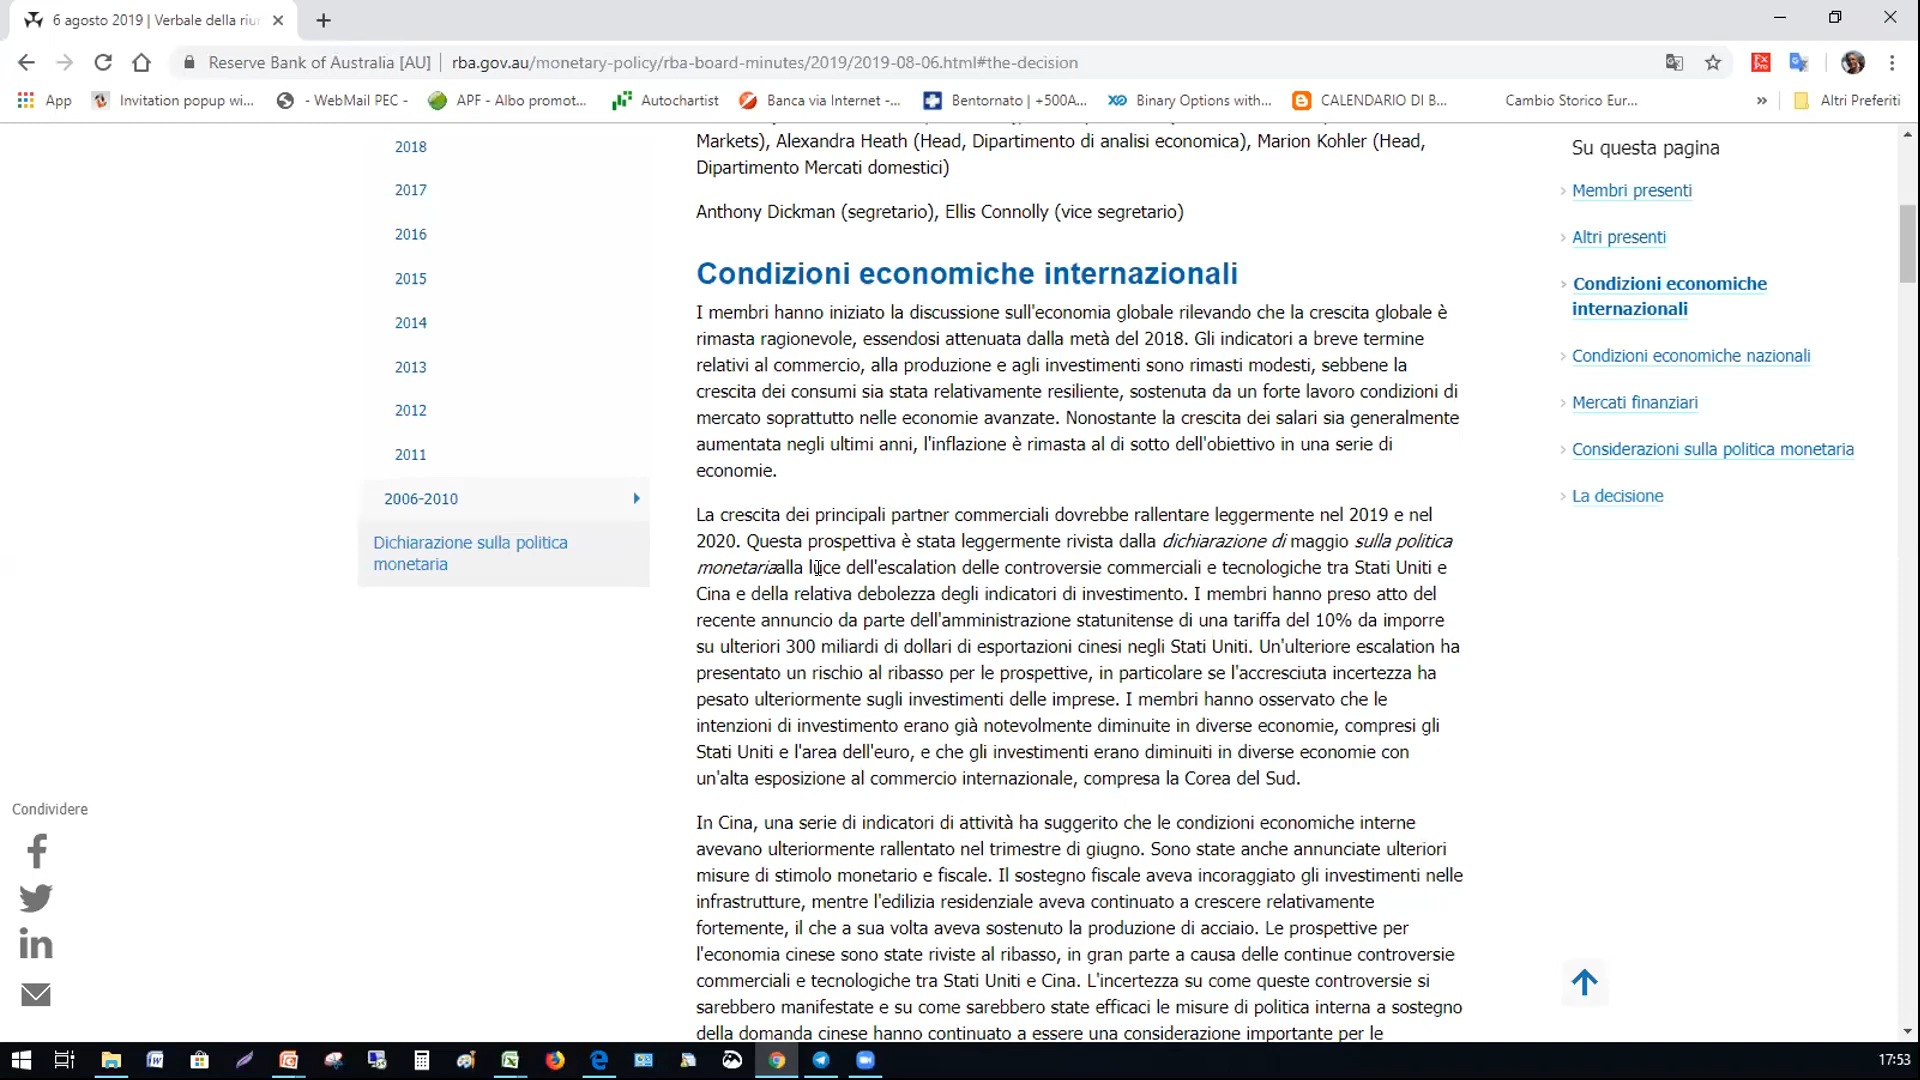 6 agosto 2019 | Verbale della riun
Reserve Bank of Australia [AU] | rba.gov.au/monetary-policy/rba-board-minutes/2019/2019-08-06.html#the-decision
App Invitation popup wi... - WebMail PEC - APF - Albo promot... Autochartist Banca via Internet -... Bentornato | +500A... Binary Options with... CALENDARIO DI B... Cambio Storico Eur... » Altri Preferiti
2018
2017
2016
2015
2014
2013
2012
2011
2006-2010
Dichiarazione sulla politica
monetaria
Condividere
Markets), Alexandra Heath (Head, Dipartimento di analisi economica), Marion Kohler (Head,
Dipartimento Mercati domestici)
Anthony Dickman (segretario), Ellis Connolly (vice segretario)
Condizioni economiche internazionali
I membri hanno iniziato la discussione sull'economia globale rilevando che la crescita globale è
rimasta ragionevole, essendosi attenuata dalla metà del 2018. Gli indicatori a breve termine
relativi al commercio, alla produzione e agli investimenti sono rimasti modesti, sebbene la
crescita dei consumi sia stata relativamente resiliente, sostenuta da un forte lavoro condizioni di
mercato soprattutto nelle economie avanzate. Nonostante la crescita dei salari sia generalmente
aumentata negli ultimi anni, l'inflazione è rimasta al di sotto dell'obiettivo in una serie di
economie.
La crescita dei principali partner commerciali dovrebbe rallentare leggermente nel 2019 e nel
2020. Questa prospettiva è stata leggermente rivista dalla dichiarazione di maggio sulla politica
monetariaalla luce dell'escalation delle controversie commerciali e tecnologiche tra Stati Uniti e
Cina e della relativa debolezza degli indicatori di investimento. I membri hanno preso atto del
recente annuncio da parte dell'amministrazione statunitense di una tariffa del 10% da imporre
su ulteriori 300 miliardi di dollari di esportazioni cinesi negli Stati Uniti. Un'ulteriore escalation ha
presentato un rischio al ribasso per le prospettive, in particolare se l'accresciuta incertezza ha
pesato ulteriormente sugli investimenti delle imprese. I membri hanno osservato che le
intenzioni di investimento erano già notevolmente diminuite in diverse economie, compresi gli
Stati Uniti e l'area dell'euro, e che gli investimenti erano diminuiti in diverse economie con
un'alta esposizione al commercio internazionale, compresa la Corea del Sud.
In Cina, una serie di indicatori di attività ha suggerito che le condizioni economiche interne
avevano ulteriormente rallentato nel trimestre di giugno. Sono state anche annunciate ulteriori
misure di stimolo monetario e fiscale. Il sostegno fiscale aveva incoraggiato gli investimenti nelle
infrastrutture, mentre l'edilizia residenziale aveva continuato a crescere relativamente
fortemente, il che a sua volta aveva sostenuto la produzione di acciaio. Le prospettive per
l'economia cinese sono state riviste al ribasso, in gran parte a causa delle continue controversie
commerciali e tecnologiche tra Stati Uniti e Cina. L'incertezza su come queste controversie si
sarebbero manifestate e su come sarebbero state efficaci le misure di politica interna a sostegno
della domanda cinese hanno continuato a essere una considerazione importante per le
Su questa pagina
Membri presenti
Altri presenti
Condizioni economiche
internazionali
Condizioni economiche nazionali
Mercati finanziari
Considerazioni sulla politica monetaria
La decisione
17:53